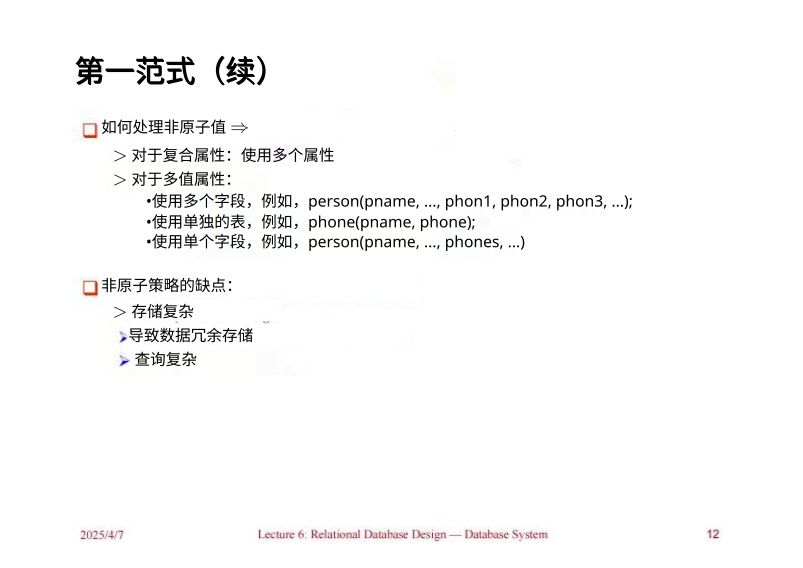 第一范式（续）
如何处理非原子值 ⇒
> 对于复合属性：使用多个属性
> 对于多值属性：
•使用多个字段，例如，person(pname, ..., phon1, phon2, phon3, ...);
•使用单独的表，例如，phone(pname, phone);
•使用单个字段，例如，person(pname, ..., phones, ...)
非原子策略的缺点：
> 存储复杂
➢导致数据冗余存储
➢ 查询复杂
2025/4/7 Lecture 6: Relational Database Design — Database System 12